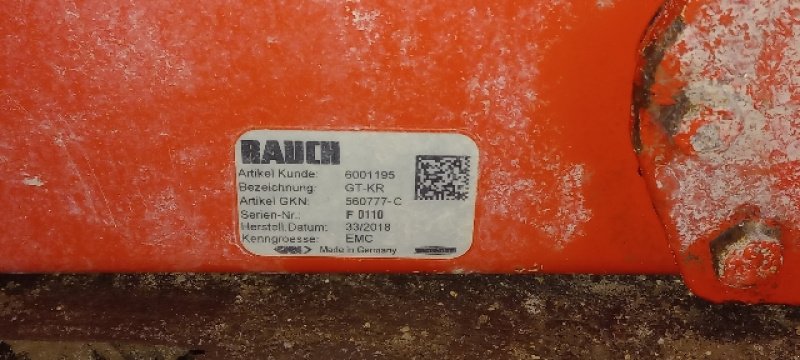 RAUCH
Artikel Kunde: 6001195
Bezeichnung: GT-KR
Artikel GKN: 560777-C
Serien-Nr.: F 0110
Herstell.Datum: 33/2018
Kenngroesse: EMC
Made in Germany